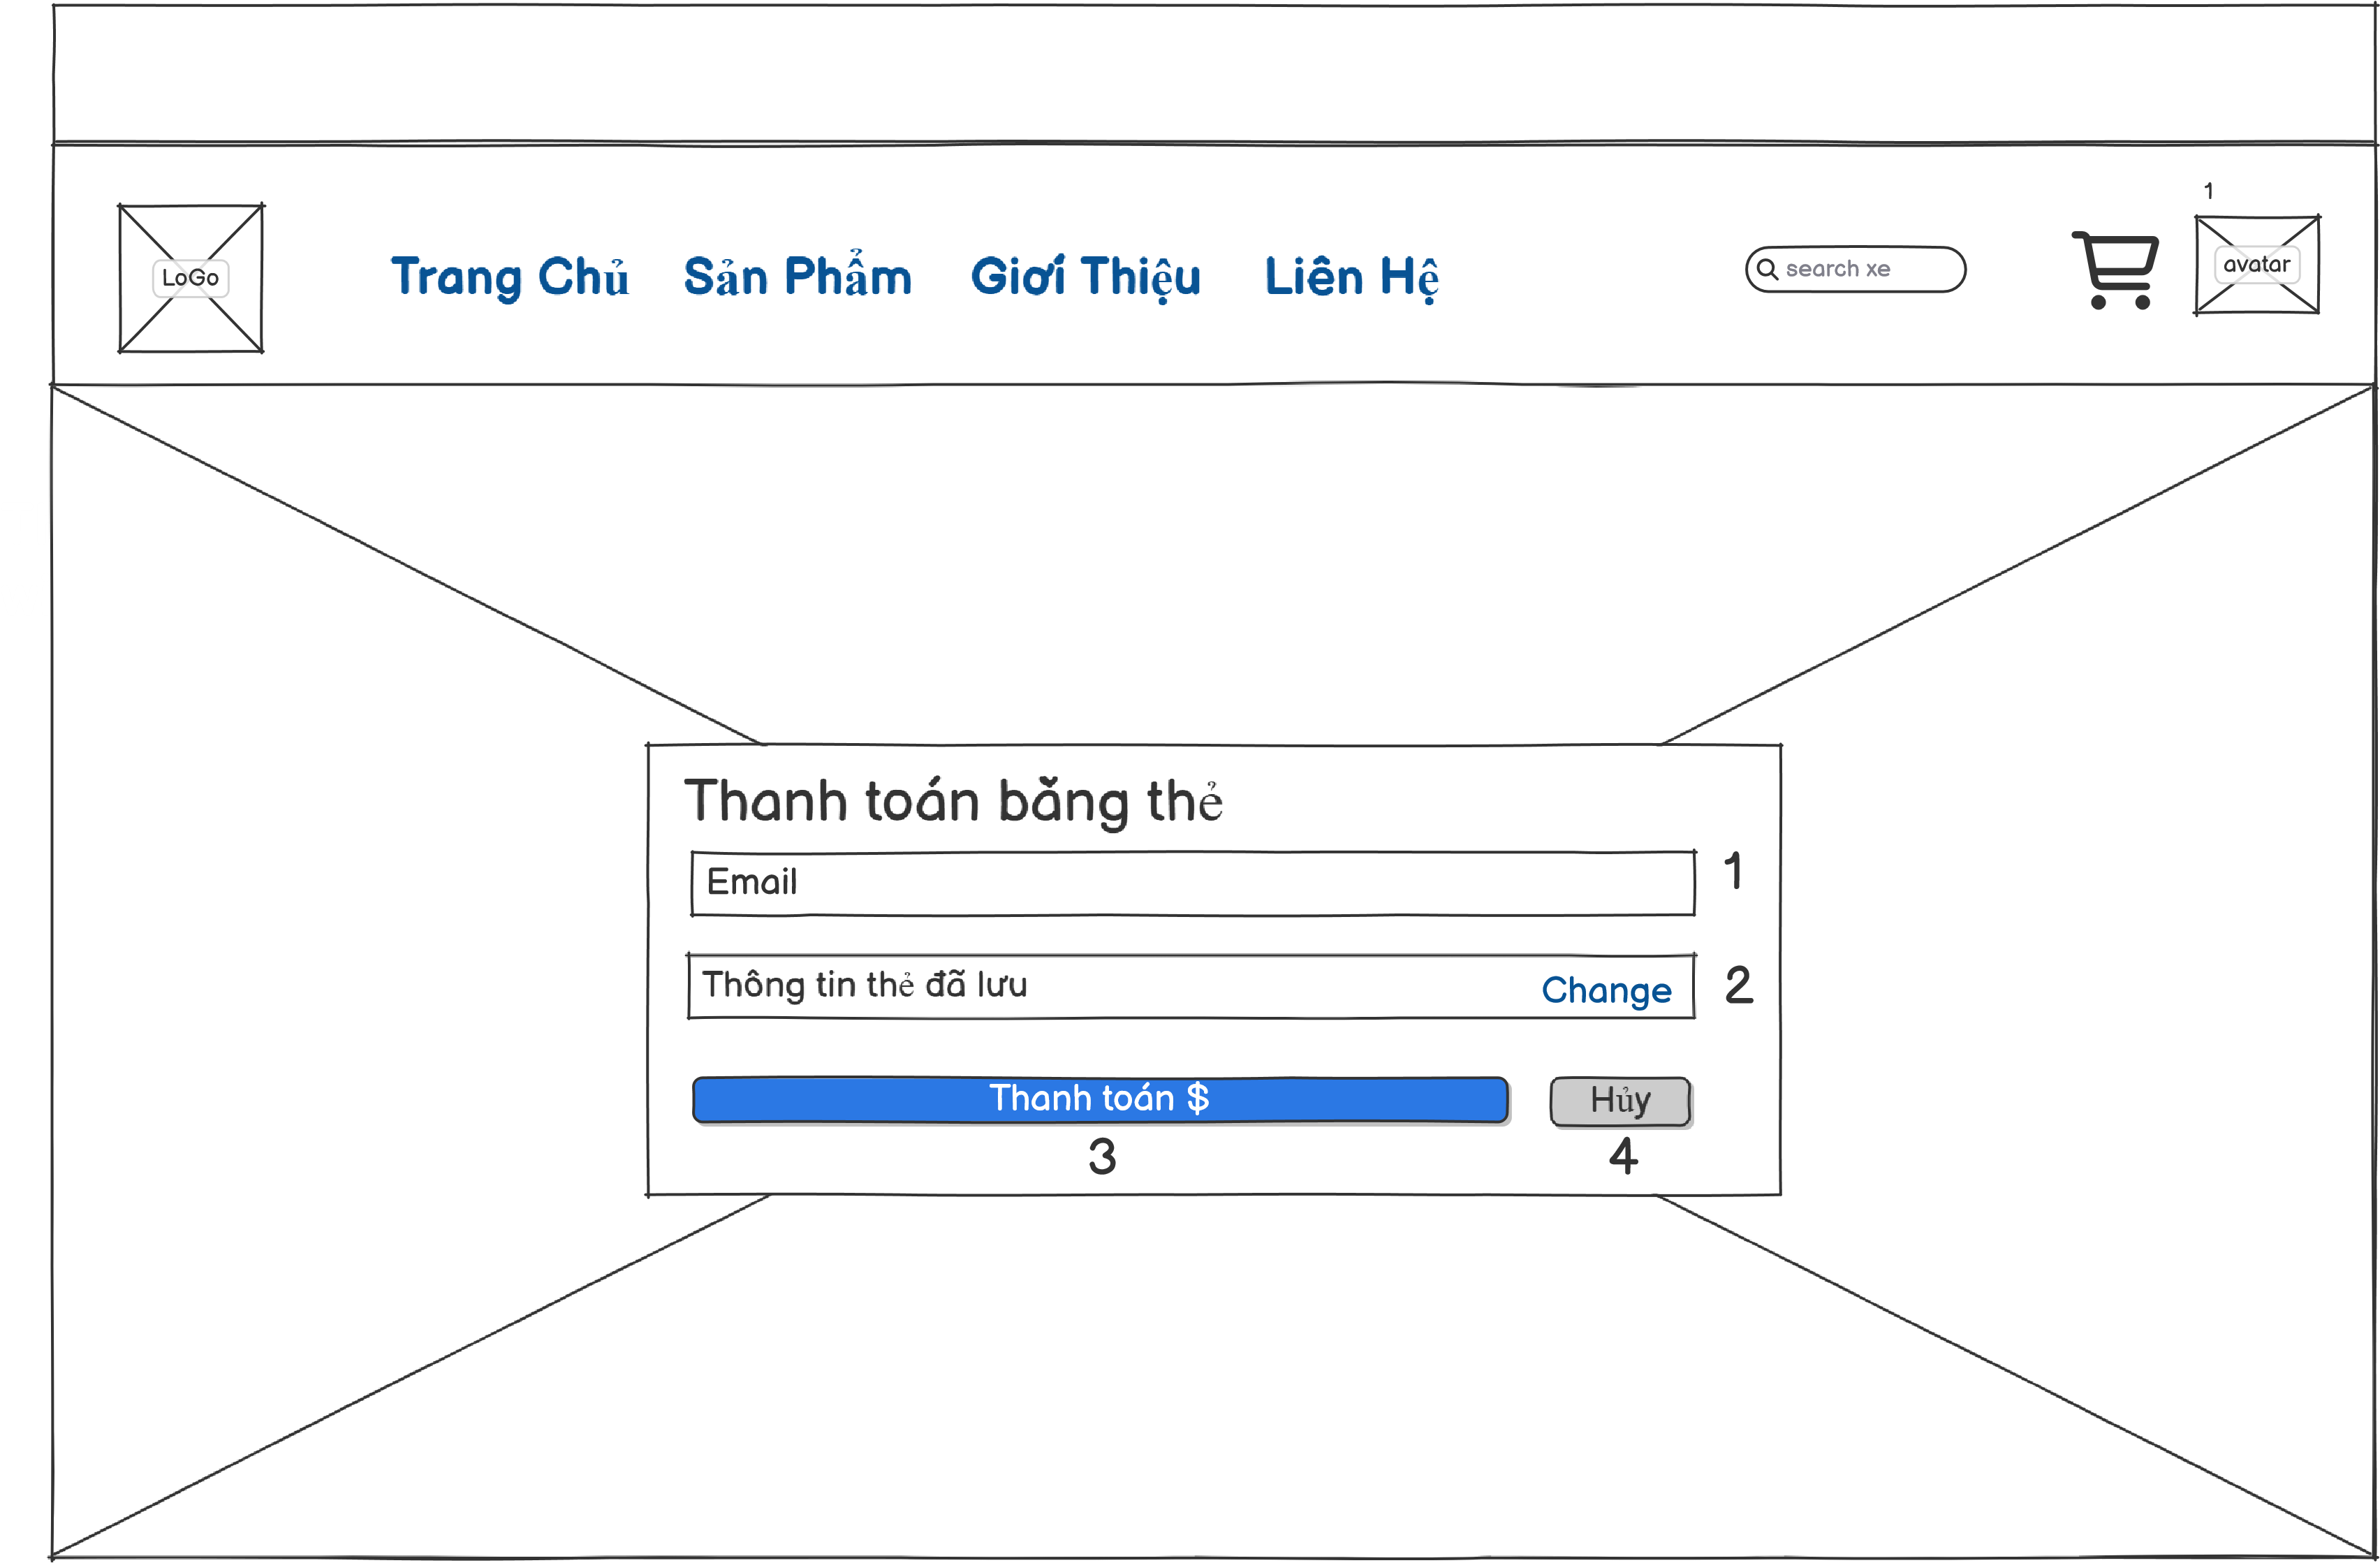 1
LoGo
Trang Chủ Sản Phẩm Giới Thiệu Liên Hệ
search xe
avatar
Thanh toán bằng thẻ
Email
1
Thông tin thẻ đã lưu
Change
2
Thanh toán $
Hủy
3
4